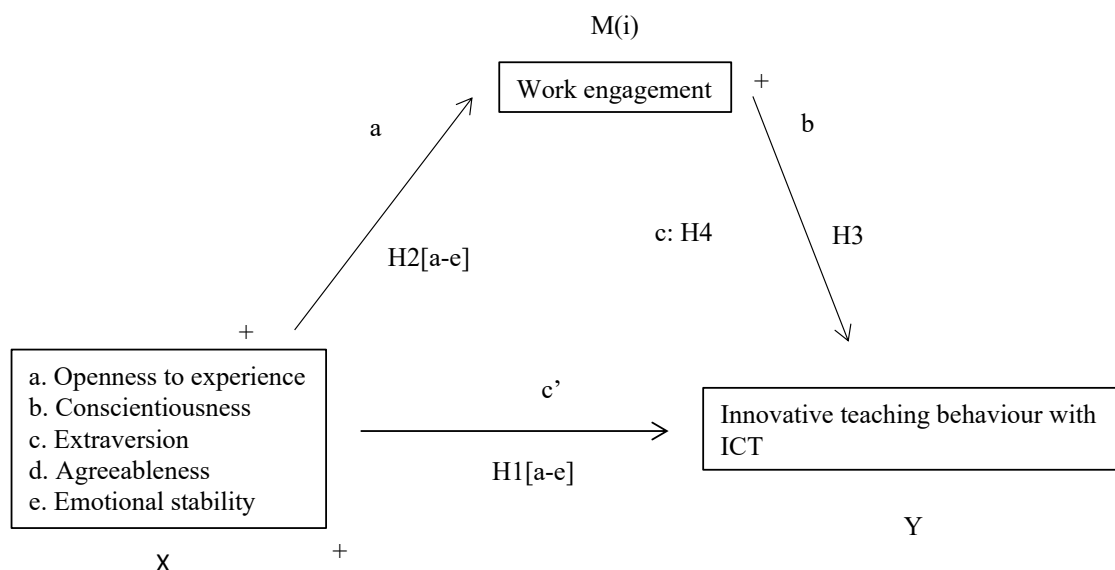 M(i)
Work engagement
+
a
b
c: H4
H3
H2[a-e]
+
a. Openness to experience
b. Conscientiousness
c. Extraversion
d. Agreeableness
e. Emotional stability
c’
H1[a-e]
Innovative teaching behaviour with
ICT
Y
+
X